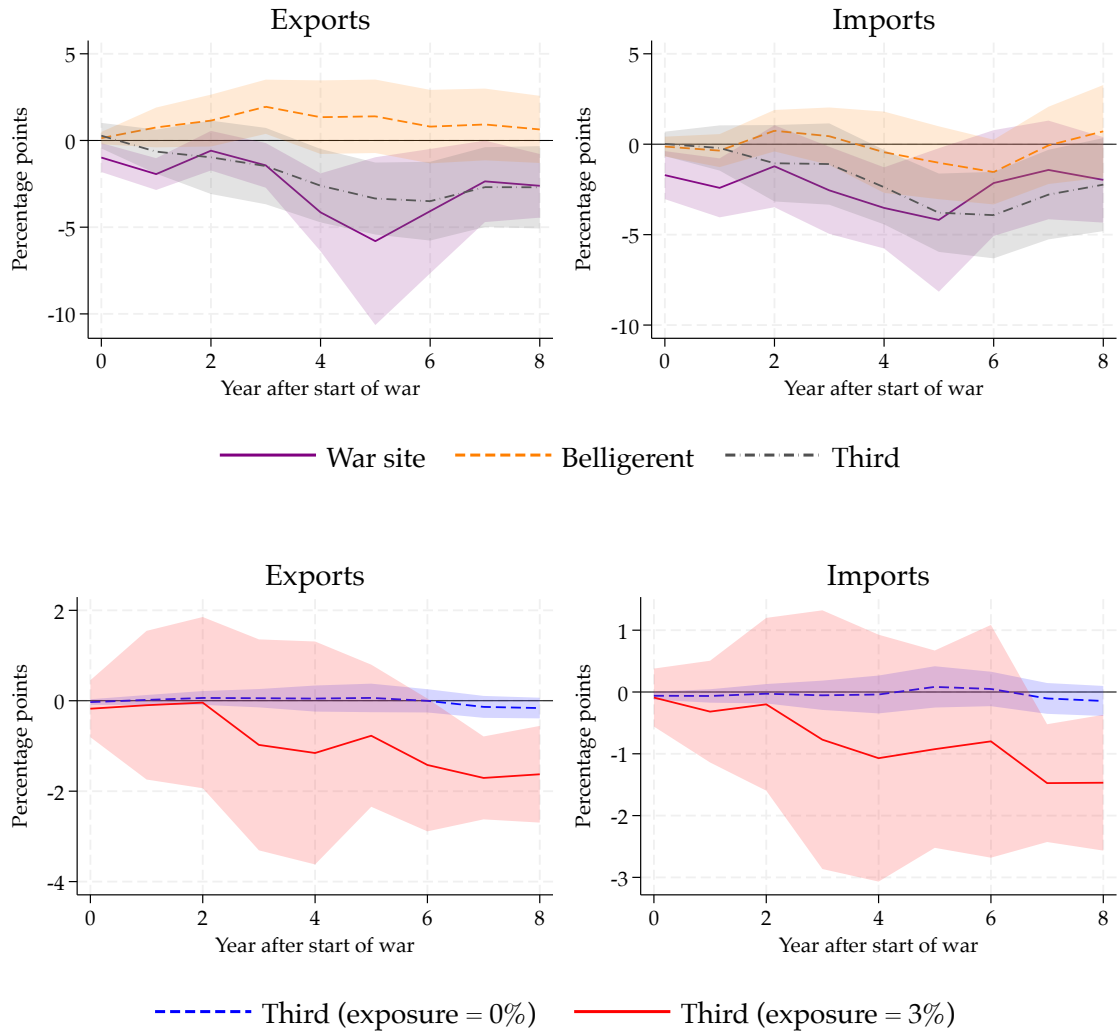 Exports
Imports
Percentage points
5
0
-5
-10
0 2 4 6 8
Year after start of war
Percentage points
5
0
-5
-10
0 2 4 6 8
Year after start of war
War site Belligerent Third
Exports
Imports
Percentage points
2
0
-2
-4
0 2 4 6 8
Year after start of war
Percentage points
1
0
-1
-2
-3
0 2 4 6 8
Year after start of war
Third (exposure = 0%) Third (exposure = 3%)